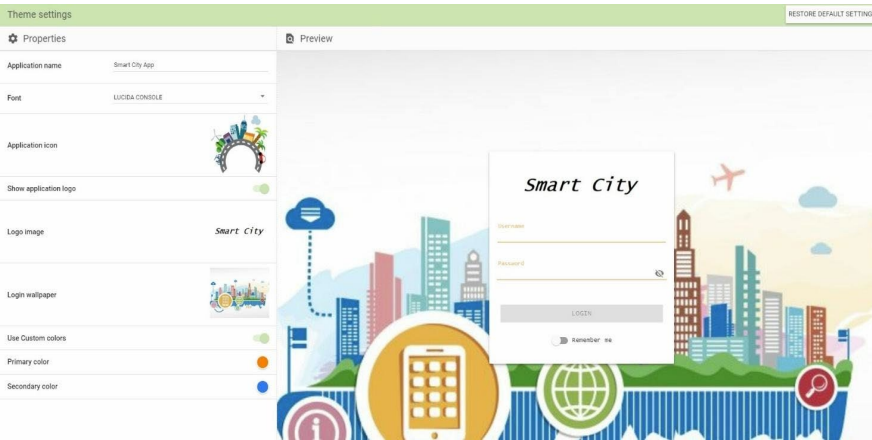 Theme settings
RESTORE DEFAULT SETTING
Properties
Preview
Application name
Smart City App
Font
LUCIDA CONSOLE
Application icon
Show application logo
Logo image
Smart City
Login wallpaper
Use Custom colors
Primary color
Secondary color
Smart City
Username
Password
LOGIN
Remember me